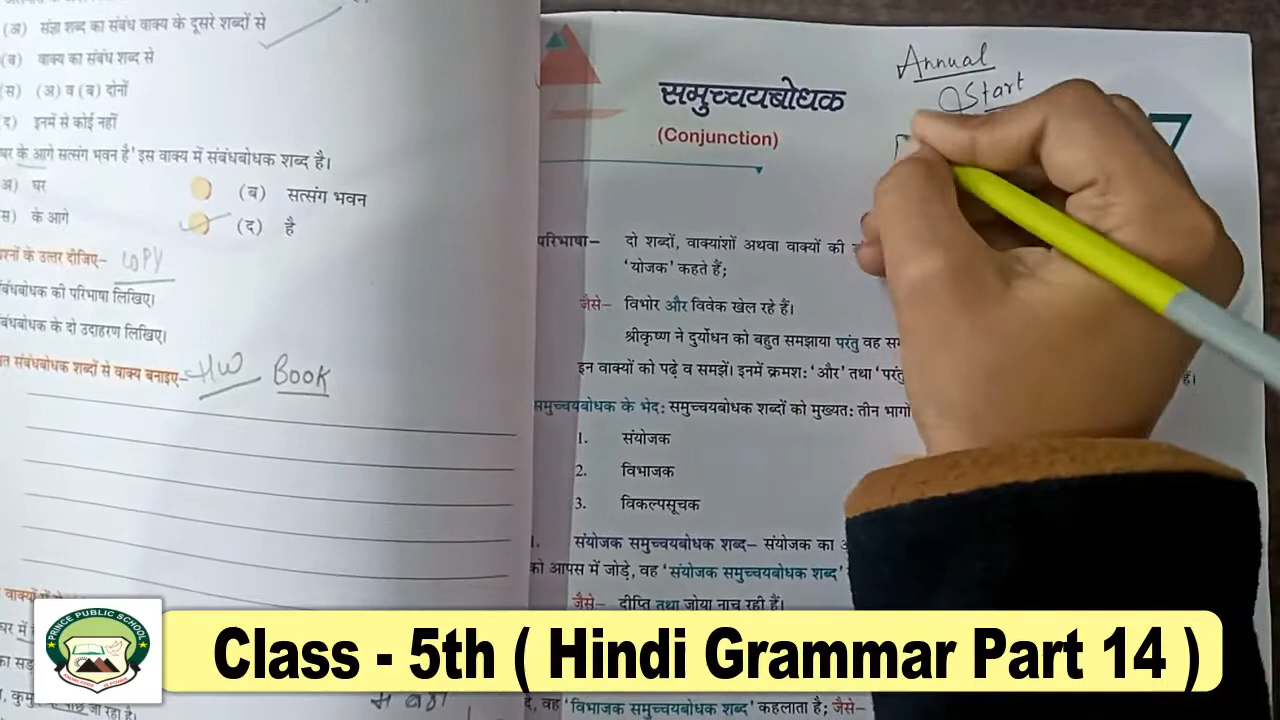 (अ) संज्ञा शब्द का संबंध वाक्य के दूसरे शब्दों से
(ब) वाक्य का संबंध शब्द से
(स) (अ) व (ब) दोनों
(द) इनमें से कोई नहीं
घर के आगे सत्संग भवन है' इस वाक्य में संबंधबोधक शब्द है।
अ) घर (ब) सत्संग भवन
स) के आगे (द) है
के उत्तर दीजिए- COPY
संबंधबोधक की परिभाषा लिखिए।
संबंधबोधक के दो उदाहरण लिखिए।
संबंधबोधक शब्दों से वाक्य बनाइए- HW Book
Annual
Start
समुच्चयबोधक
(Conjunction)
7
परिभाषा– दो शब्दों, वाक्यांशों अथवा वाक्यों की
'योजक' कहते हैं;
जैसे– विभोर और विवेक खेल रहे हैं।
श्रीकृष्ण ने दुर्योधन को बहुत समझाया परंतु वह
इन वाक्यों को पढ़े व समझें। इनमें क्रमश: 'और' तथा 'परंतु हैं।
समुच्चयबोधक के भेद: समुच्चयबोधक शब्दों को मुख्यत: तीन भागों
1. संयोजक
2. विभाजक
3. विकल्पसूचक
1. संयोजक समुच्चयबोधक शब्द– संयोजक का
को आपस में जोड़े, वह 'संयोजक समुच्चयबोधक शब्द'
जैसे– दीप्ति तथा जोया नाच रही हैं।
PRINCE PUBLIC SCHOOL
Class - 5th ( Hindi Grammar Part 14 )
जा रहा है।
वह 'विभाजक समुच्चयबोधक शब्द' कहलाता है; जैसे–